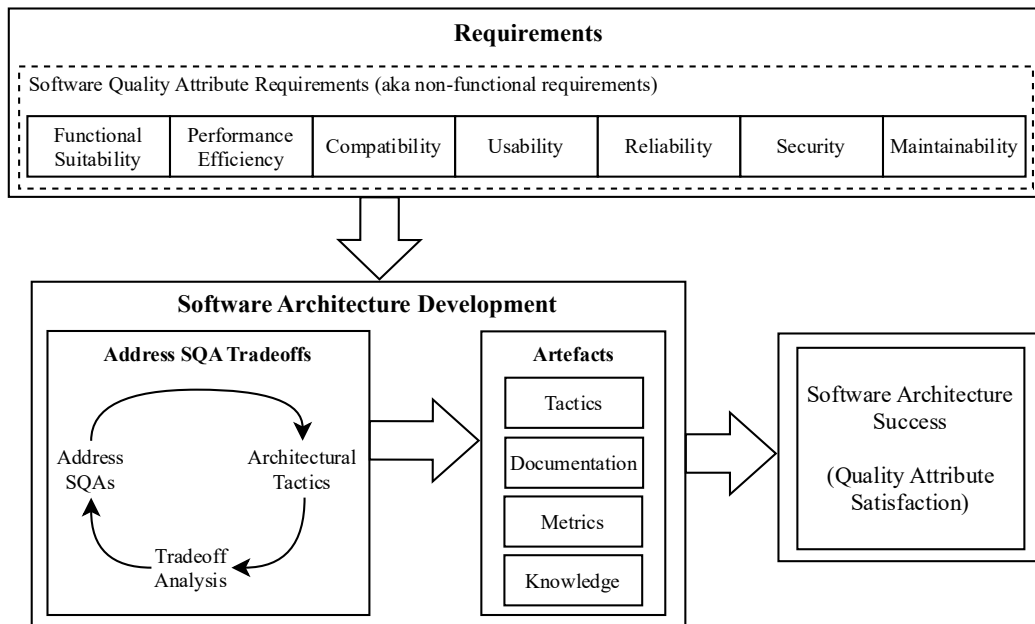 Requirements
Software Quality Attribute Requirements (aka non-functional requirements)
Functional
Suitability
Performance
Efficiency
Compatibility
Usability
Reliability
Security
Maintainability
Software Architecture Development
Address SQA Tradeoffs
Address
SQAs
Architectural
Tactics
Tradeoff
Analysis
Artefacts
Tactics
Documentation
Metrics
Knowledge
Software Architecture
Success
(Quality Attribute
Satisfaction)